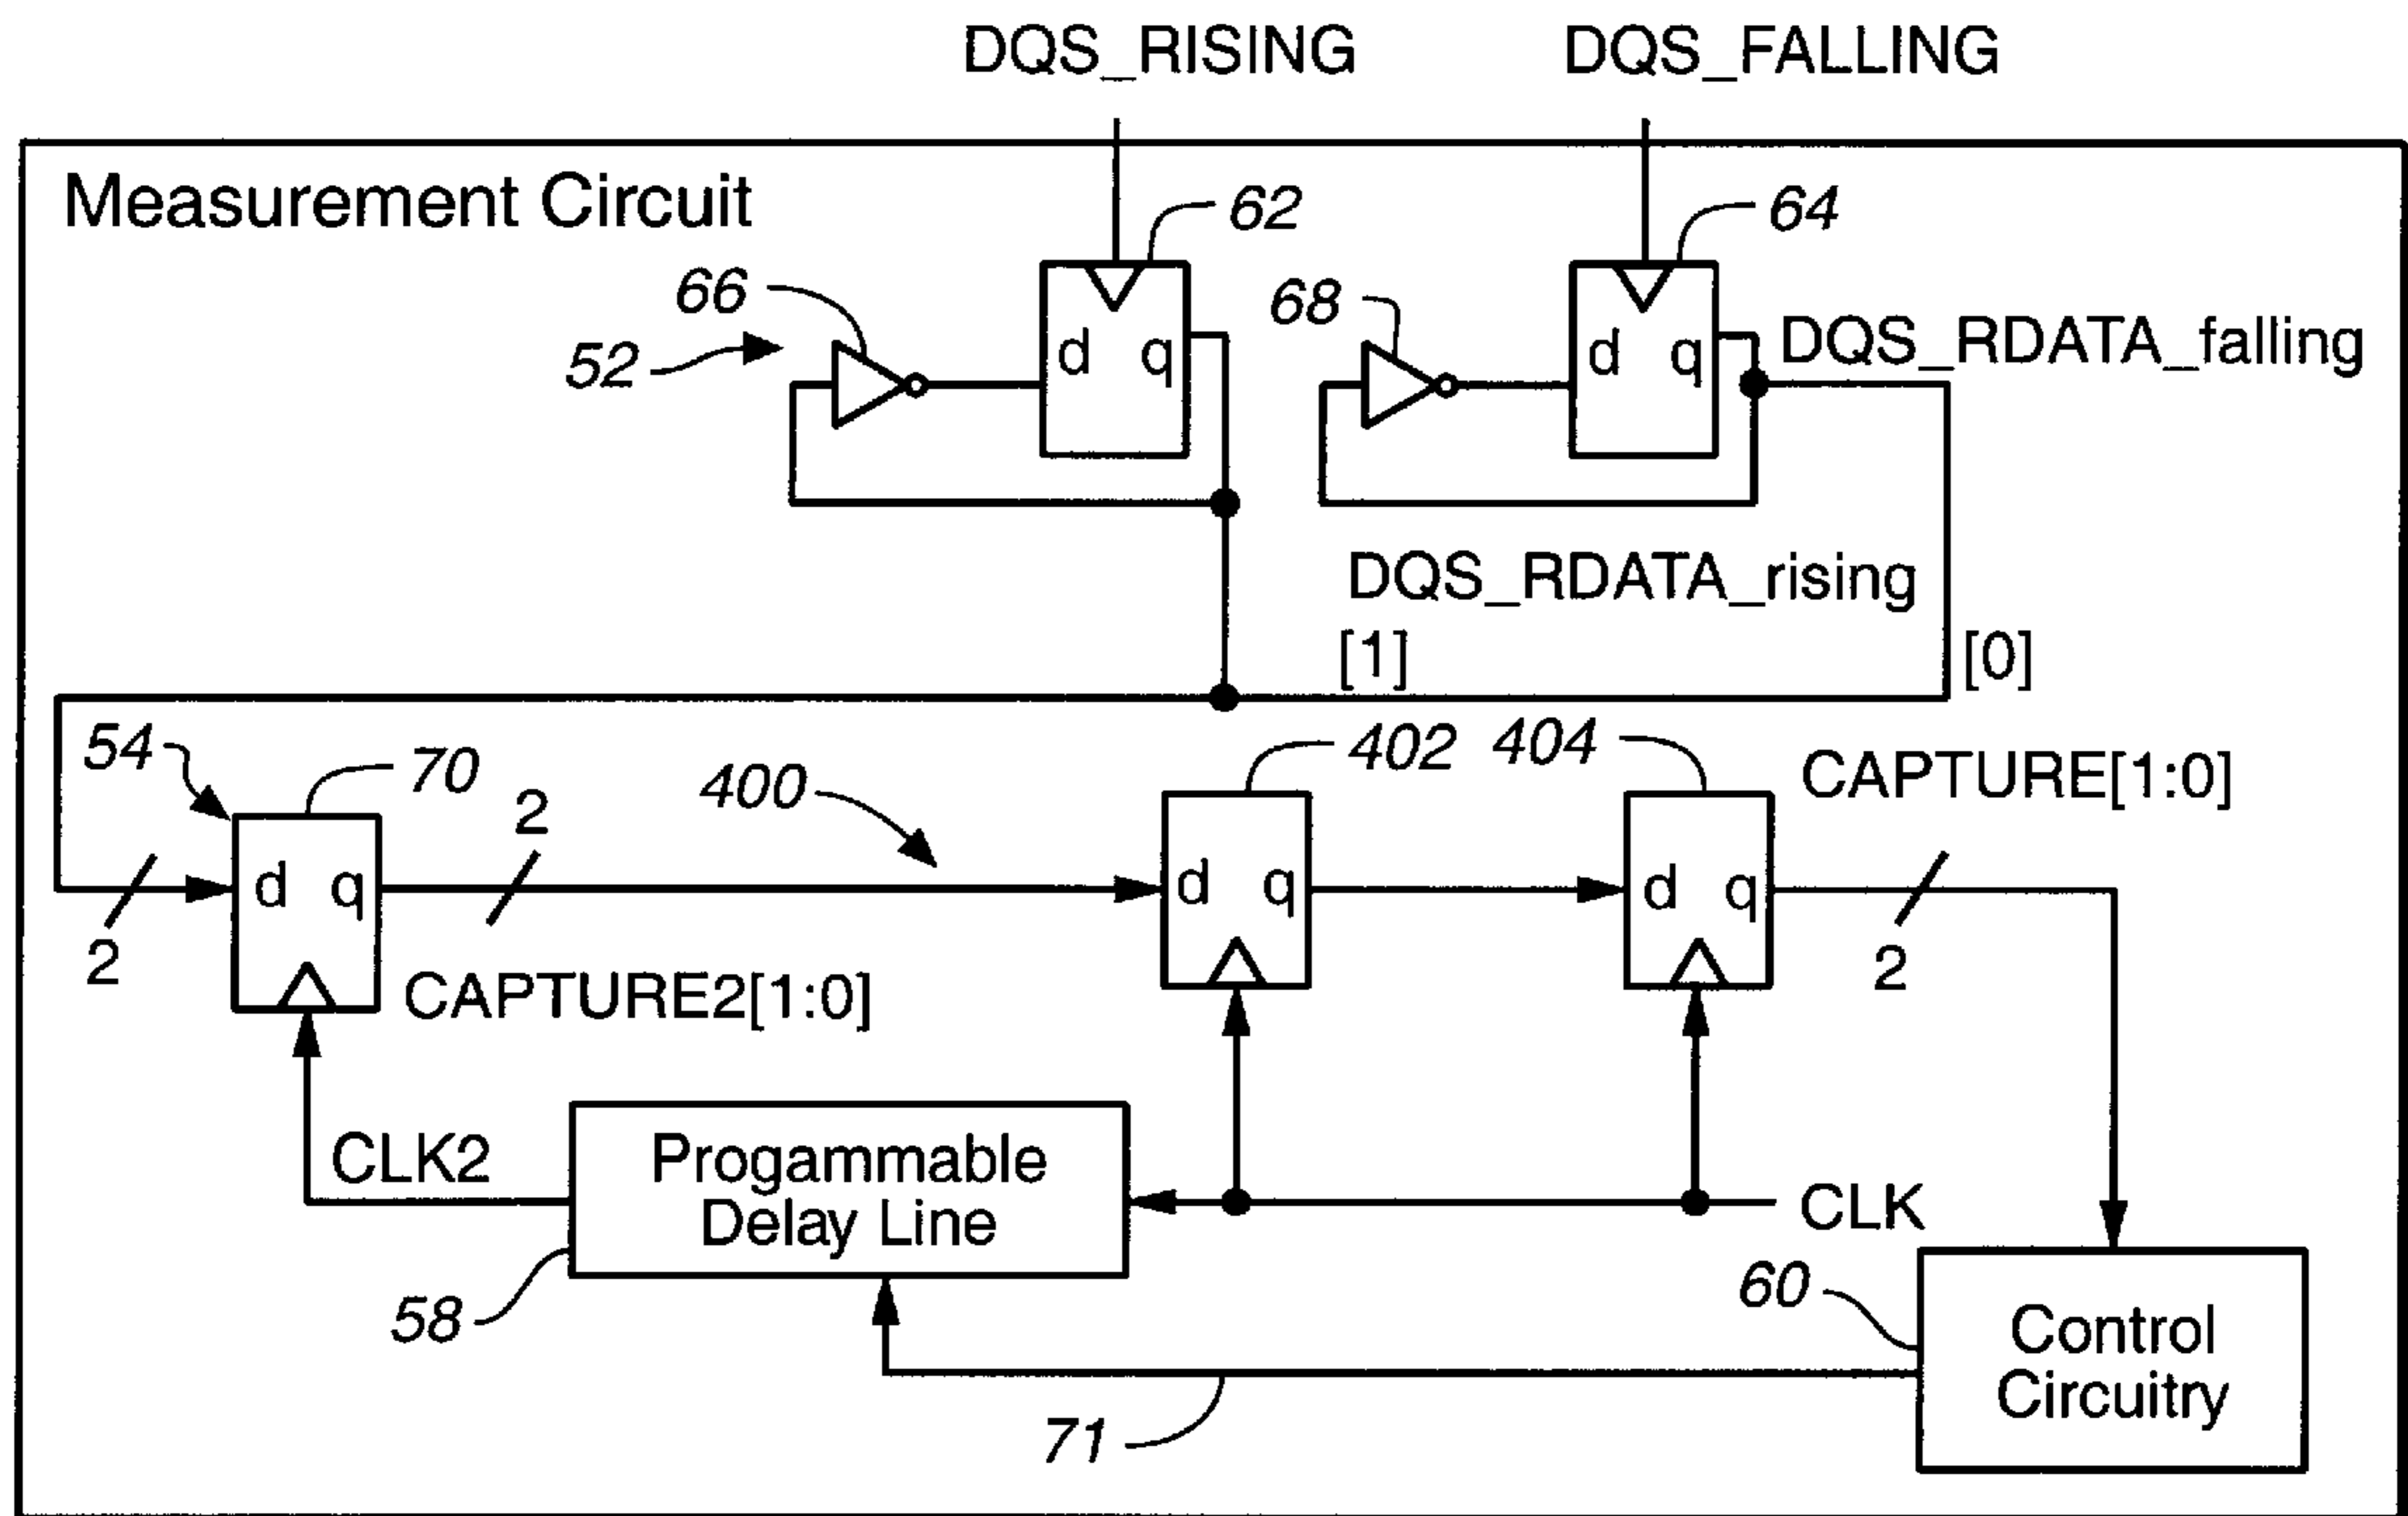 DQS_RISING
DQS_FALLING
Measurement Circuit
62
64
66
68
52
d q
d q
DQS_RDATA_falling
DQS_RDATA_rising
[1]
[0]
54
70
2
400
402
404
CAPTURE[1:0]
d q
d q
d q
2
2
CAPTURE2[1:0]
CLK2
Progammable
Delay Line
CLK
58
60
Control
Circuitry
71